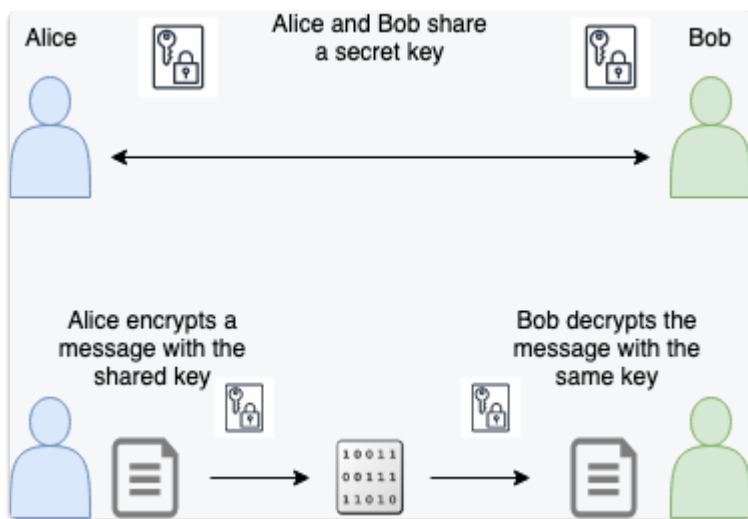 Alice
Alice and Bob share
a secret key
Bob
Alice encrypts a
message with the
shared key
Bob decrypts the
message with the
same key
10011
00111
11010